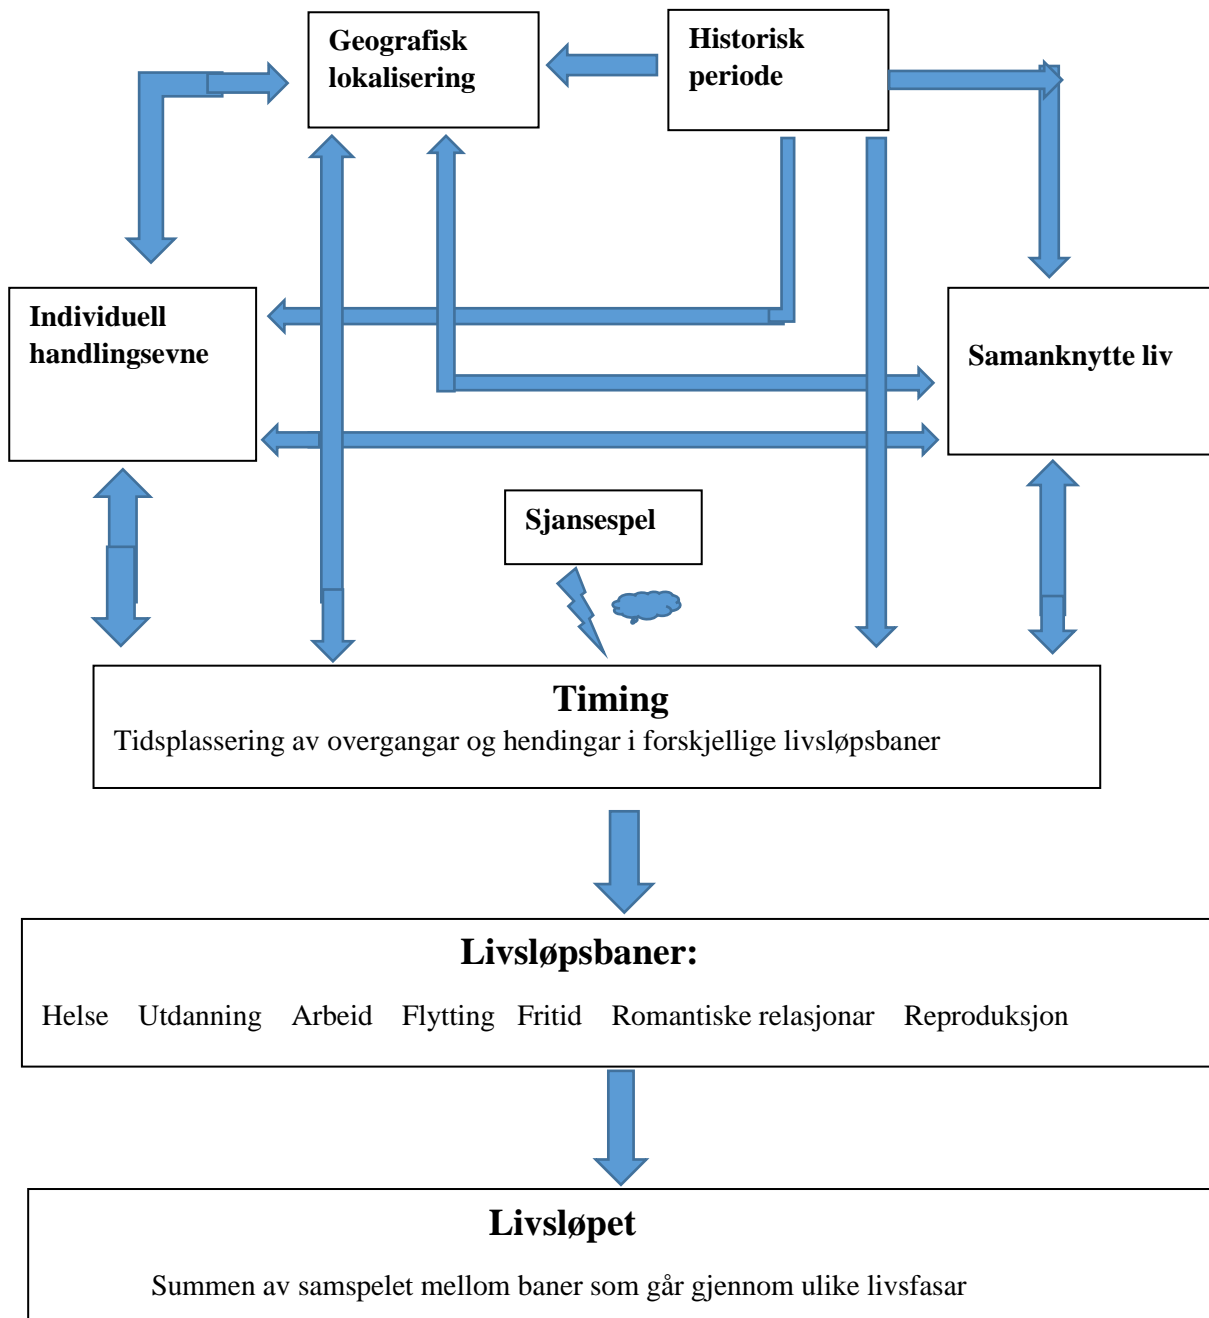 Geografisk
lokalisering
Historisk
periode
Individuell
handlingsevne
Samanknytte liv
Sjansespel
Timing
Tidsplassering av overgangar og hendingar i forskjellige livsløpsbaner
Livsløpsbaner:
Helse Utdanning Arbeid Flytting Fritid Romantiske relasjonar Reproduksjon
Livsløpet
Summen av samspelet mellom baner som går gjennom ulike livsfasar